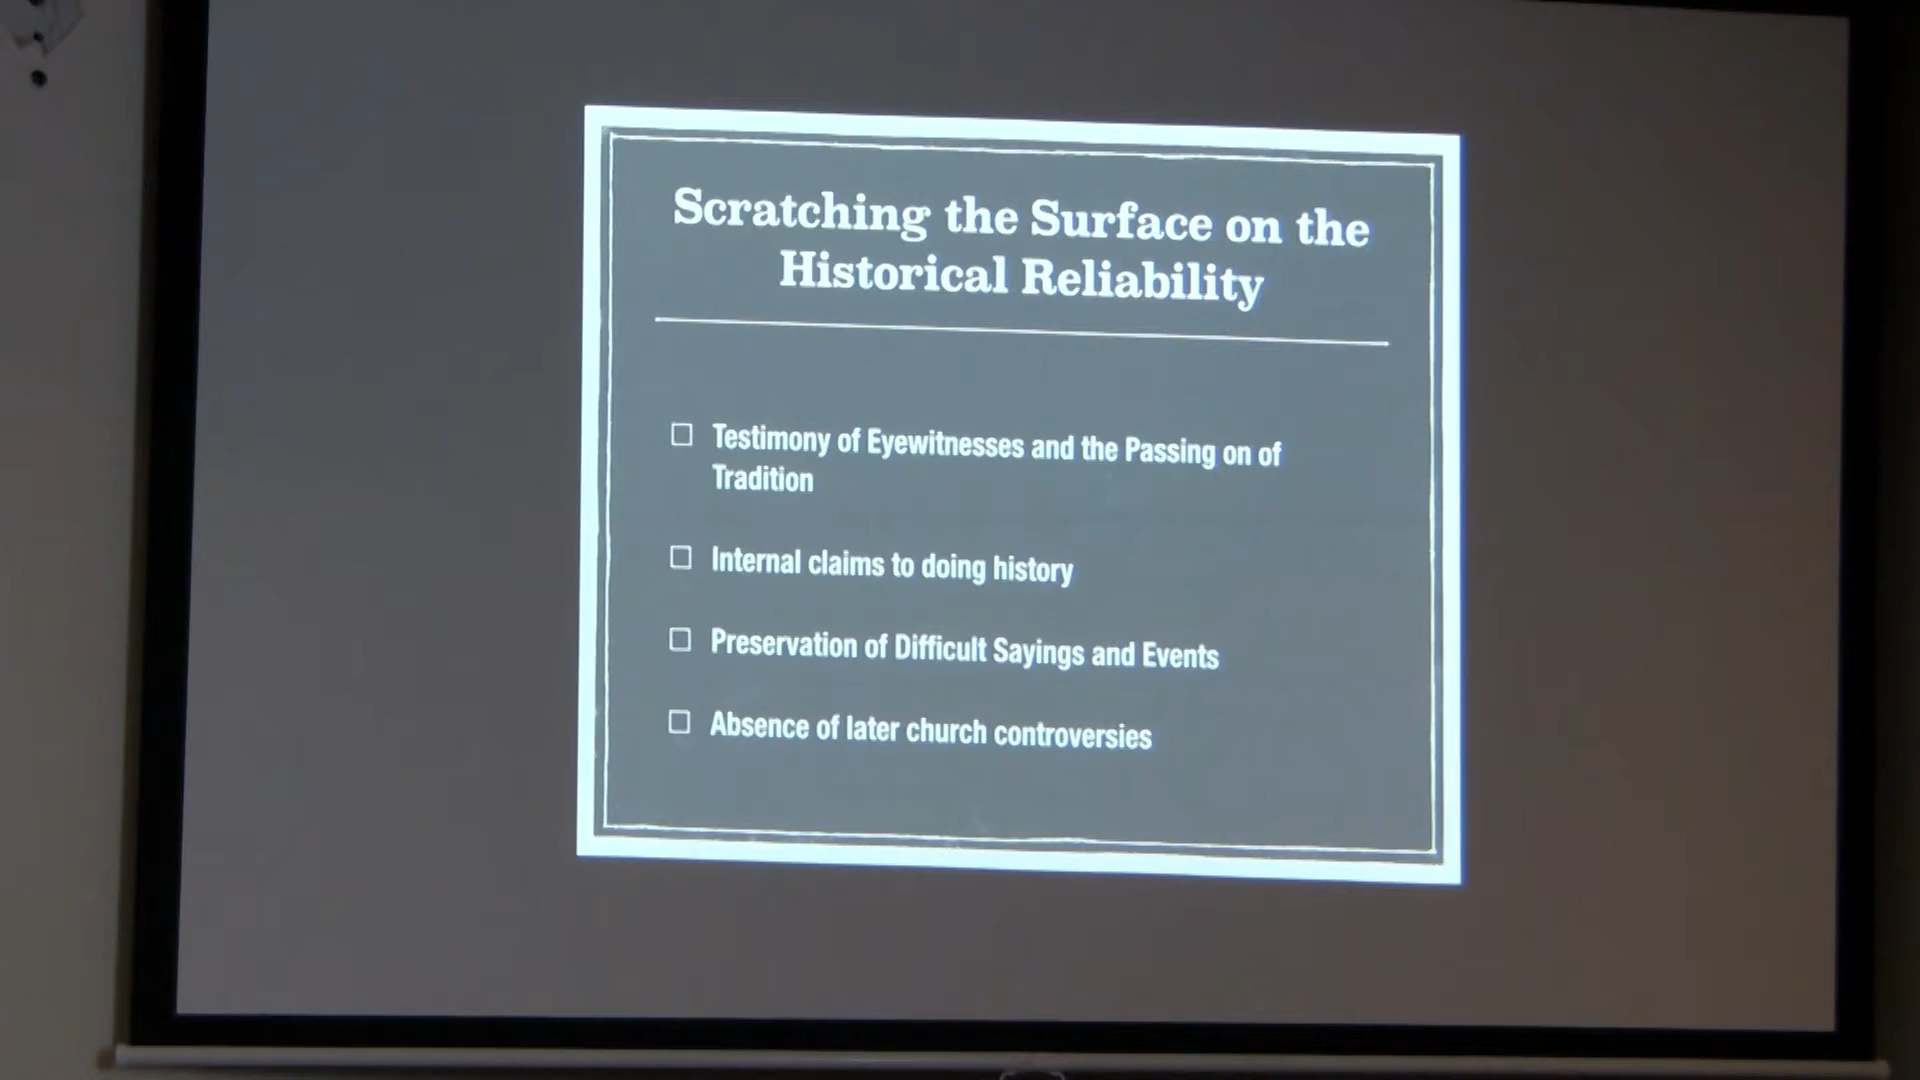 Scratching the Surface on the
Historical Reliability
Testimony of Eyewitnesses and the Passing on of
Tradition
Internal claims to doing history
Preservation of Difficult Sayings and Events
Absence of later church controversies